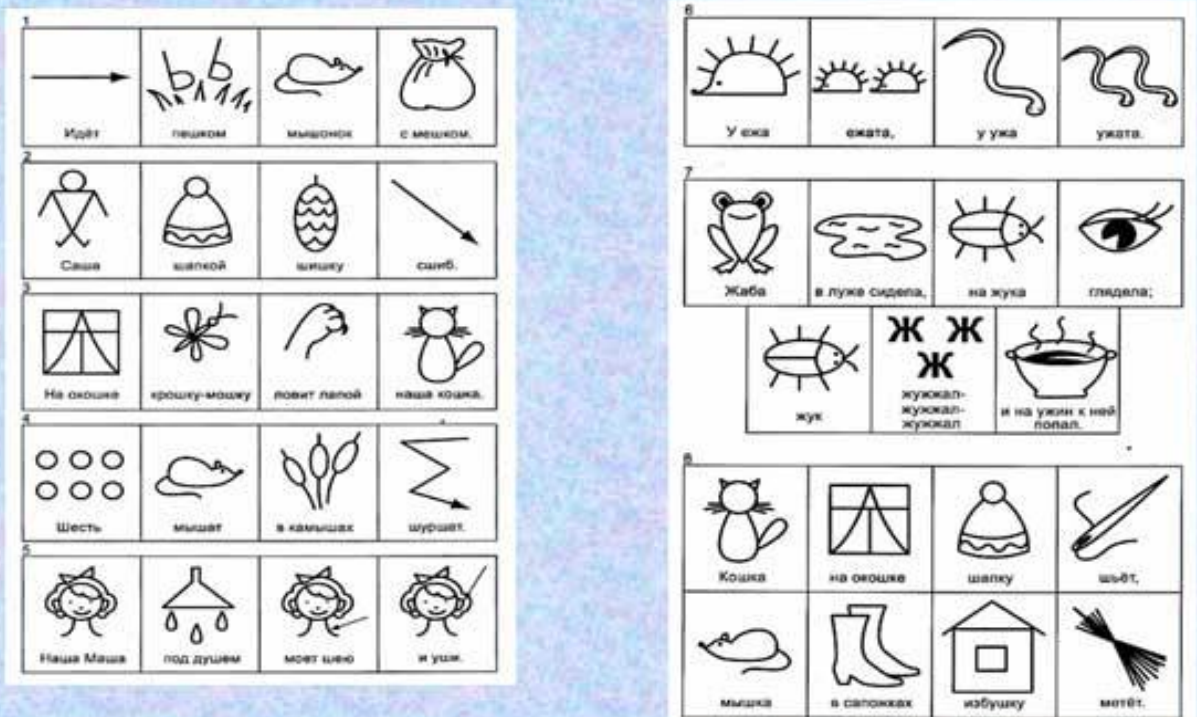 1
Идёт пешком мышонок с мешком.
2
Саша шапкой шишку сшиб.
3
На окошке крошку-мошку ловит лапой наша кошка.
4
Шесть мышат в камышах шуршат.
5
Наша Маша под душем моет шею и уши.
6
У ежа ежата, у ужа ужата.
7
Жаба в луже сидела, на жука глядела;
Ж Ж
Ж
жук жужжал-
жужжал-
жужжал
и на ужин к ней
попал.
8
Кошка на окошке шапку шьёт,
мышка в сапожках избушку метёт.